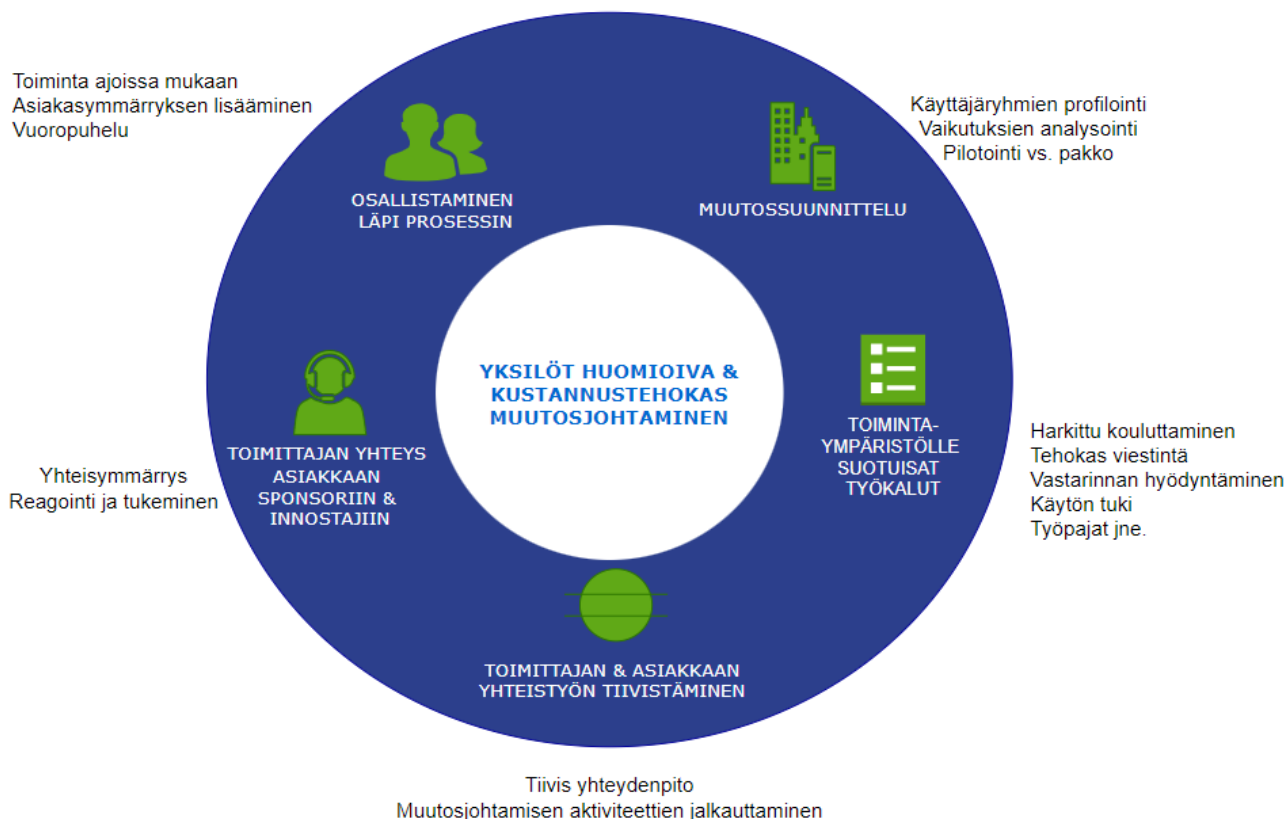 Toiminta ajoissa mukaan
Asiakasymmärryksen lisääminen
Vuoropuhelu
OSALLISTAMINEN
LÄPI PROSESSIN
MUUTOSSUUNNITTELU
Käyttäjäryhmien profilointi
Vaikutuksien analysointi
Pilotointi vs. pakko
YKSILÖT HUOMIOIVA &
KUSTANNUSTEHOKAS
MUUTOSJOHTAMINEN
TOIMINTA-
YMPÄRISTÖLLE
SUOTUISAT
TYÖKALUT
Harkittu kouluttaminen
Tehokas viestintä
Vastarinnan hyödyntäminen
Käytön tuki
Työpajat jne.
TOIMITTAJAN YHTEYS
ASIAKKAAN
SPONSORIIN &
INNOSTAJIIN
Yhteisymmärrys
Reagointi ja tukeminen
TOIMITTAJAN & ASIAKKAAN
YHTEISTYÖN TIIVISTÄMINEN
Tiivis yhteydenpito
Muutosjohtamisen aktiviteettien jalkauttaminen